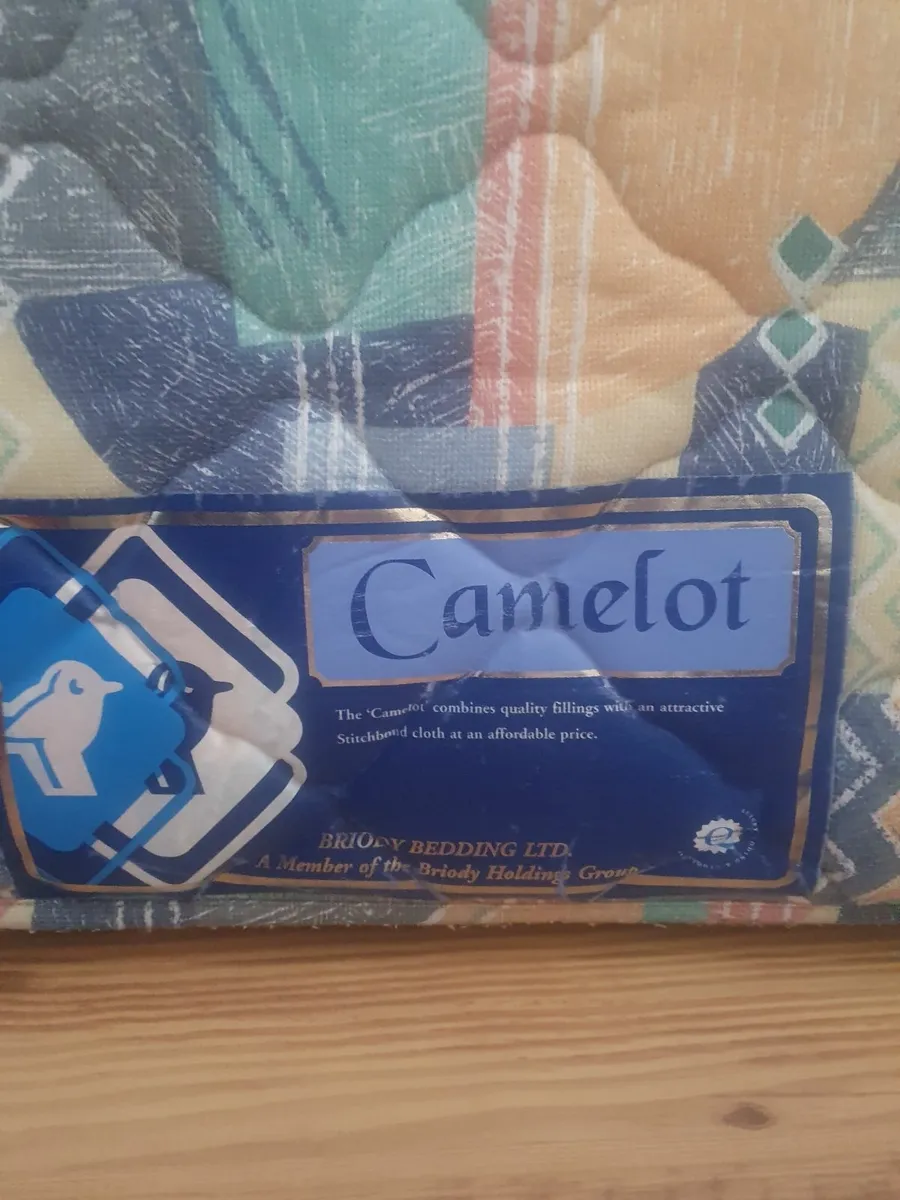 Camelot
The 'Camelot' combines quality fillings with an attractive
Stitchbond cloth at an affordable price.
BRIODY BEDDING LTD
A Member of the Briody Holdings Group